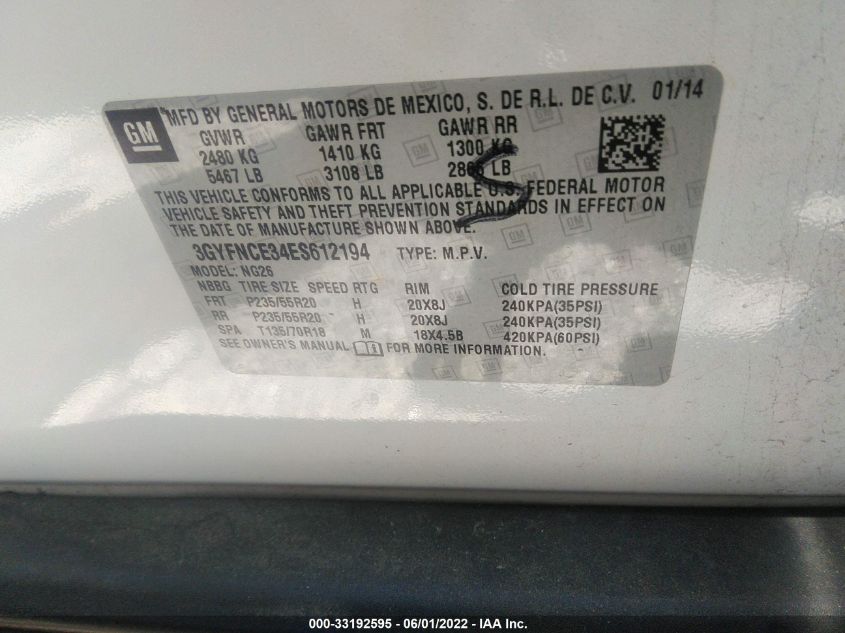 GM MFD BY GENERAL MOTORS DE MEXICO, S. DE R.L. DE C.V. 01/14
GVWR GAWR FRT GAWR RR
2480 KG 1410 KG 1300 KG
5467 LB 3108 LB LB
THIS VEHICLE CONFORMS TO ALL APPLICABLE U.S. FEDERAL MOTOR
VEHICLE SAFETY AND THEFT PREVENTION STANDARDS IN EFFECT ON
THE DATE OF MANUFACTURE SHOWN ABOVE.
3GYFNCE34ES612194 TYPE: M.P.V.
MODEL: NG26
NBBG TIRE SIZE SPEED RTG RIM COLD TIRE PRESSURE
FRT P235/55R20 H 20X8J 240KPA(35PSI)
RR P235/55R20 H 20X8J 240KPA(35PSI)
SPA T135/70R18 M 18X4.5B 420KPA(60PSI)
SEE OWNER'S MANUAL FOR MORE INFORMATION.
000-33192595 - 06/01/2022 - IAA Inc.